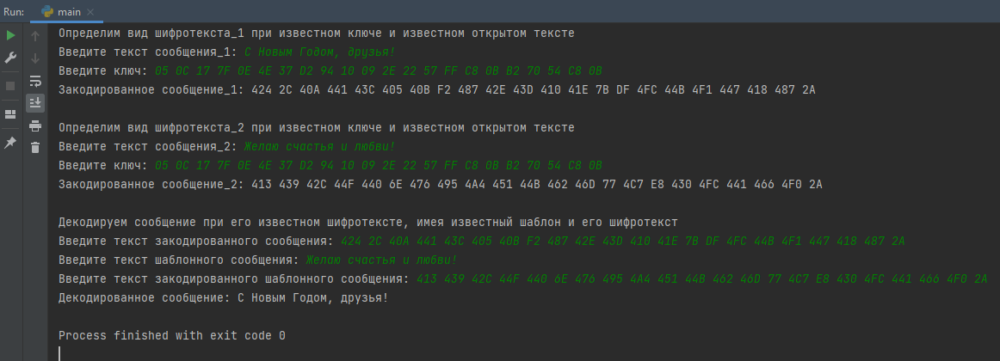 Run: main
Определим вид шифротекста_1 при известном ключе и известном открытом тексте
Введите текст сообщения_1: С Новым Годом, друзья!
Введите ключ: 05 0C 17 7F 0E 4E 37 D2 94 10 09 2E 22 57 FF C8 0B B2 70 54 C8 0B
Закодированное сообщение_1: 424 2C 40A 441 43C 405 40B F2 487 42E 43D 410 41E 7B DF 4FC 44B 4F1 447 418 487 2A
Определим вид шифротекста_2 при известном ключе и известном открытом тексте
Введите текст сообщения_2: Желаю счастья и любви!
Введите ключ: 05 0C 17 7F 0E 4E 37 D2 94 10 09 2E 22 57 FF C8 0B B2 70 54 C8 0B
Закодированное сообщение_2: 413 439 42C 44F 440 6E 476 495 4A4 451 44B 462 46D 77 4C7 E8 430 4FC 441 466 4F0 2A
Декодируем сообщение при его известном шифротексте, имея известный шаблон и его шифротекст
Введите текст закодированного сообщения: 424 2C 40A 441 43C 405 40B F2 487 42E 43D 410 41E 7B DF 4FC 44B 4F1 447 418 487 2A
Введите текст шаблонного сообщения: Желаю счастья и любви!
Введите текст закодированного шаблонного сообщения: 413 439 42C 44F 440 6E 476 495 4A4 451 44B 462 46D 77 4C7 E8 430 4FC 441 466 4F0 2A
Декодированное сообщение: С Новым Годом, друзья!
Process finished with exit code 0